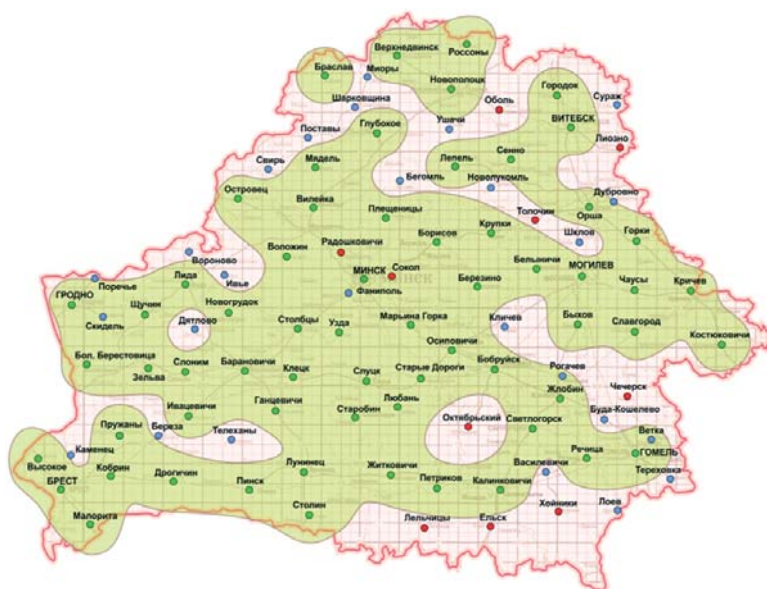 Россоны
Верхнедвинск
Браслав
Миоры
Новополоцк
Городок
Шарковщина
Оболь
Сураж
Поставы
Глубокое
Ушачи
ВИТЕБСК
Лиозно
Свирь
Мядель
Лепель
Сенно
Бегомль
Новолукомль
Островец
Вилейка
Дубровно
Плещеницы
Толочин
Орша
Борисов
Крупки
Шклов
Горки
Радошковичи
Воложин
Вороново
Сокол
Белыничи
МИНСК
МОГИЛЕВ
Поречье
Лида
Ивье
Фаниполь
Березино
Чаусы
Кричев
ГРОДНО
Щучин
Новогрудок
Скидель
Дятлово
Столбцы
Узда
Марьина Горка
Кличев
Быхов
Славгород
Костюковичи
Осиповичи
Бол. Берестовица
Зельва
Слоним
Барановичи
Клецк
Слуцк
Старые Дороги
Бобруйск
Рогачев
Жлобин
Чечерск
Ивацевичи
Ганцевичи
Старобин
Любань
Октябрьский
Светлогорск
Буда-Кошелево
Пружаны
Береза
Телеханы
Ветка
Каменец
Речица
ГОМЕЛЬ
Высокое
Кобрин
Дрогичин
Пинск
Лунинец
Житковичи
Петриков
Калинковичи
Василевичи
Тереховка
БРЕСТ
Малорита
Столин
Лельчицы
Ельск
Хойники
Лоев